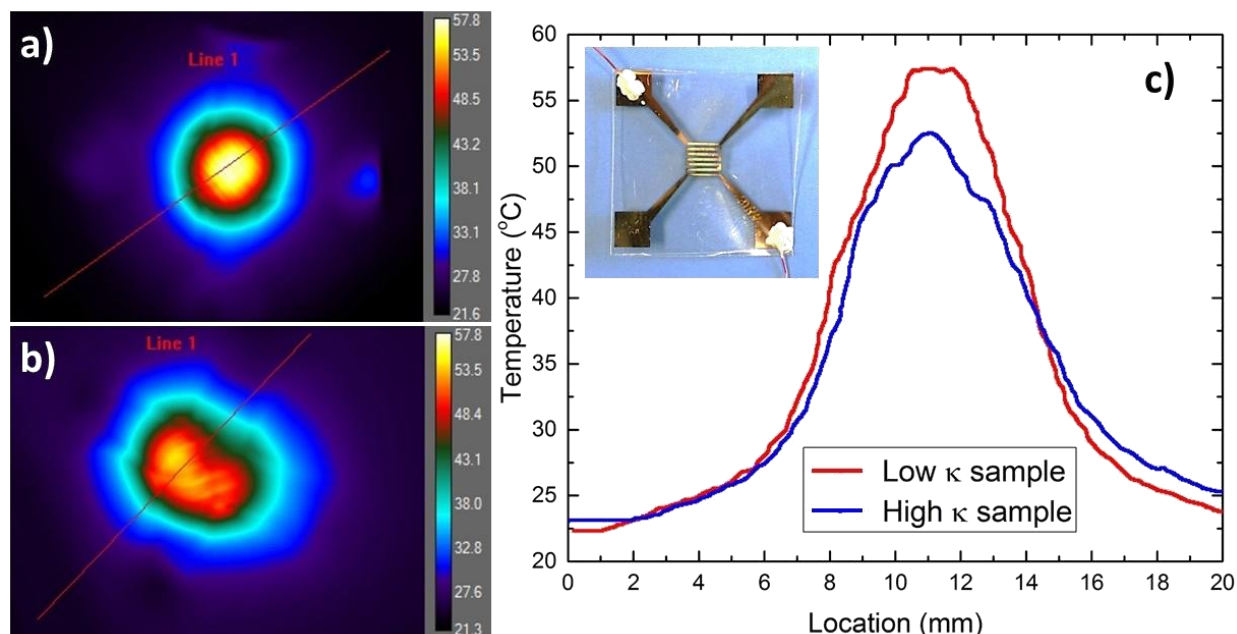 a)
Line 1
57.8
53.5
48.5
43.2
38.1
33.1
27.8
21.6
b)
Line 1
57.8
53.5
48.4
43.1
38.0
32.8
27.6
21.3
c)
60
55
50
45
40
35
30
25
20
Temperature (°C)
Low κ sample
High κ sample
0 2 4 6 8 10 12 14 16 18 20
Location (mm)